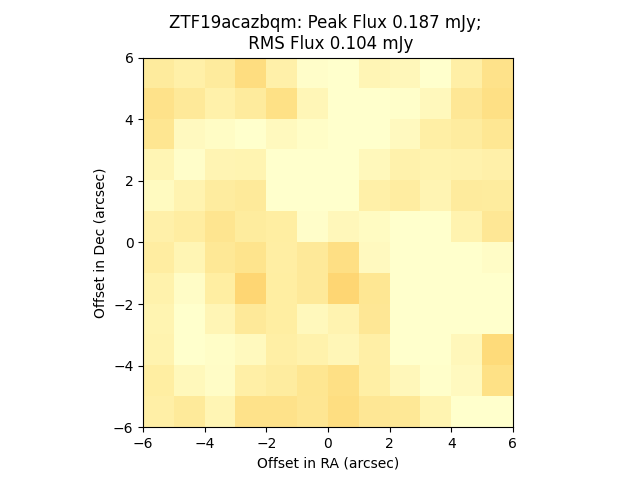 ZTF19acazbqm: Peak Flux 0.187 mJy;
RMS Flux 0.104 mJy
6
4
2
0
−2
−4
−6
Offset in Dec (arcsec)
−6 −4 −2 0 2 4 6
Offset in RA (arcsec)